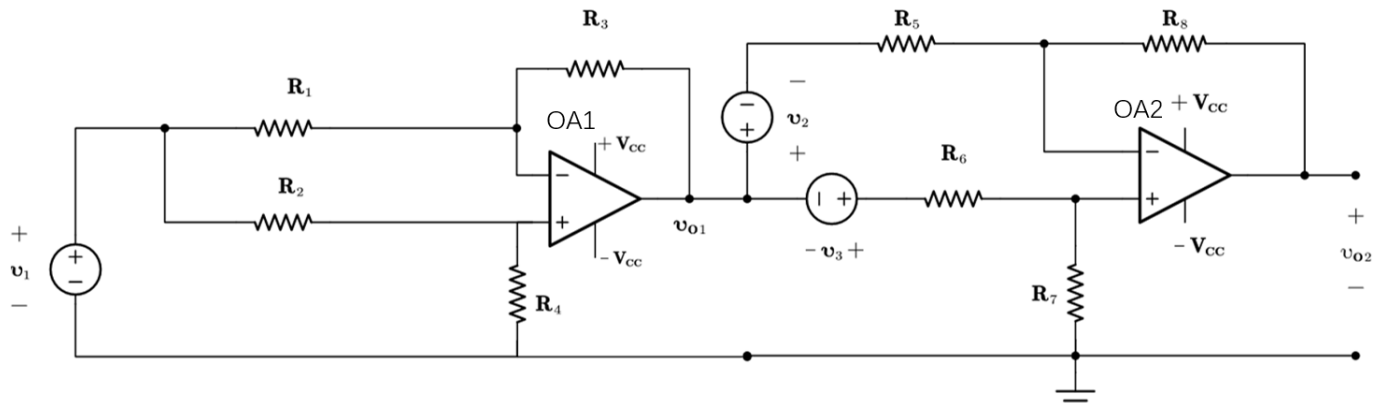 R₃
R₅
R₈
R₁
OA1
+ Vcc
−
+
− Vcc
R₂
R₄
+
υ₁
−
+
−
υo1
−
υ₂
+
−
+
− +
− υ₃ +
R₆
R₇
OA2
+ Vcc
−
+
− Vcc
+
υo2
−